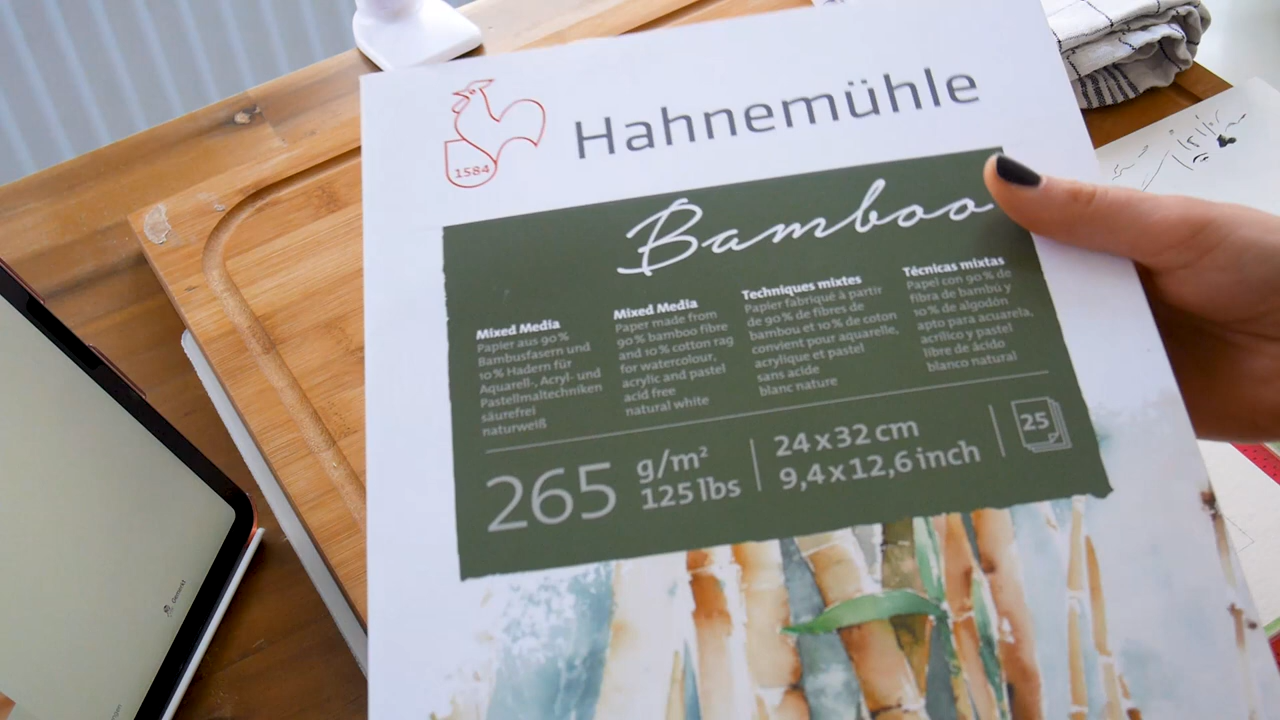 Hahnemühle
1584
Bamboo
Mixed Media
Papier aus 90 %
Bambusfasern und
10 % Hadern für
Aquarell-, Acryl- und
Pastellmaltechniken
säurefrei
naturweiß
Mixed Media
Paper made from
90 % bamboo fibre
and 10 % cotton rag
for watercolour,
acrylic and pastel
acid free
natural white
Techniques mixtes
Papier fabriqué à partir
de 90 % de fibres de
bambou et 10 % de coton
convient pour aquarelle,
acrylique et pastel
sans acide
blanc nature
Técnicas mixtas
Papel con 90 % de
fibra de bambú y
10 % de algodón
apto para acuarela,
acrílico y pastel
libre de ácido
blanco natural
265 g/m²
125 lbs
24 x 32 cm
9,4 x 12,6 inch
25